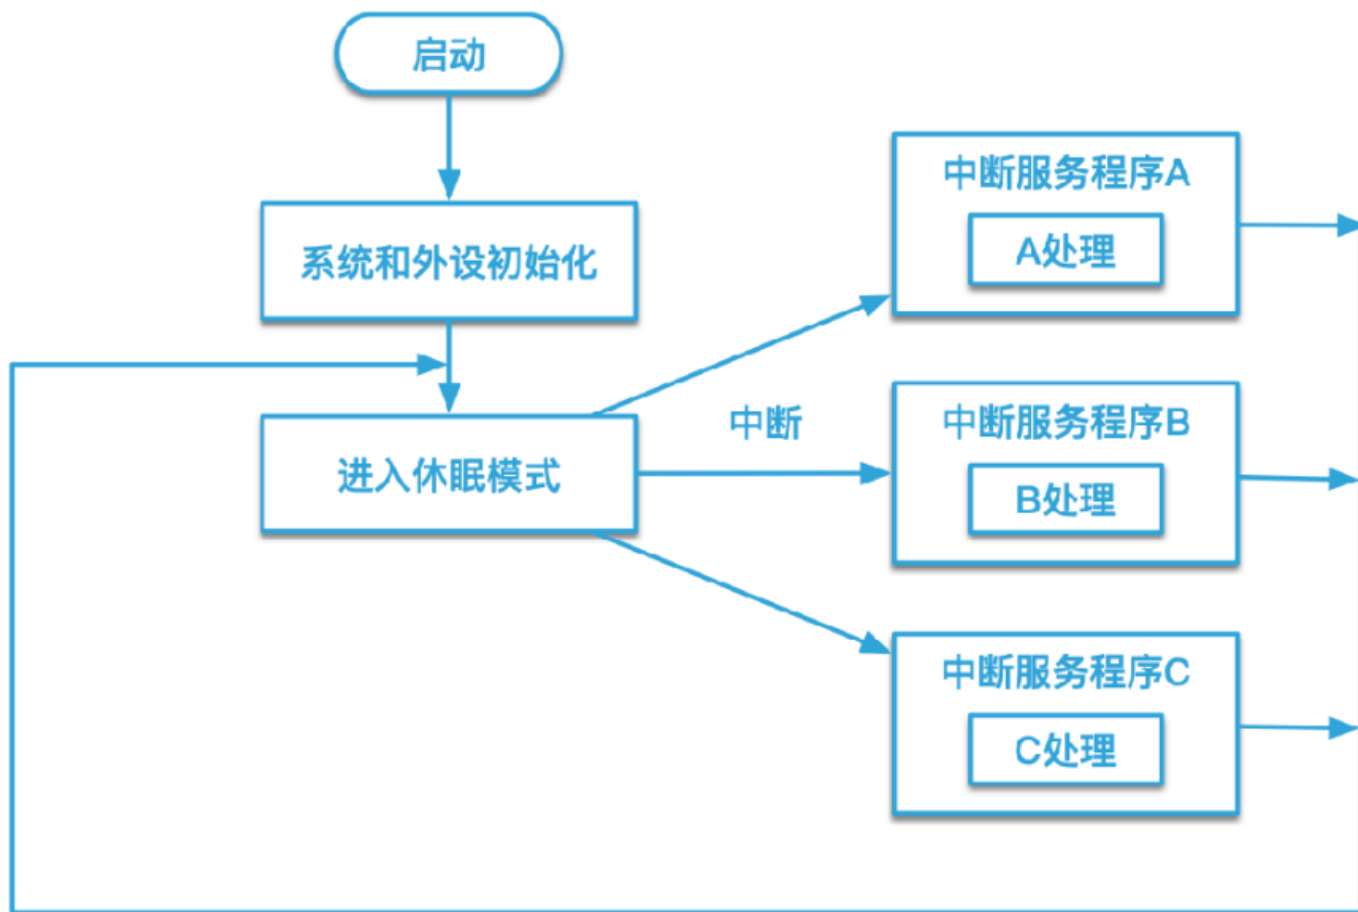 启动
系统和外设初始化
进入休眠模式
中断
中断服务程序A
A处理
中断服务程序B
B处理
中断服务程序C
C处理